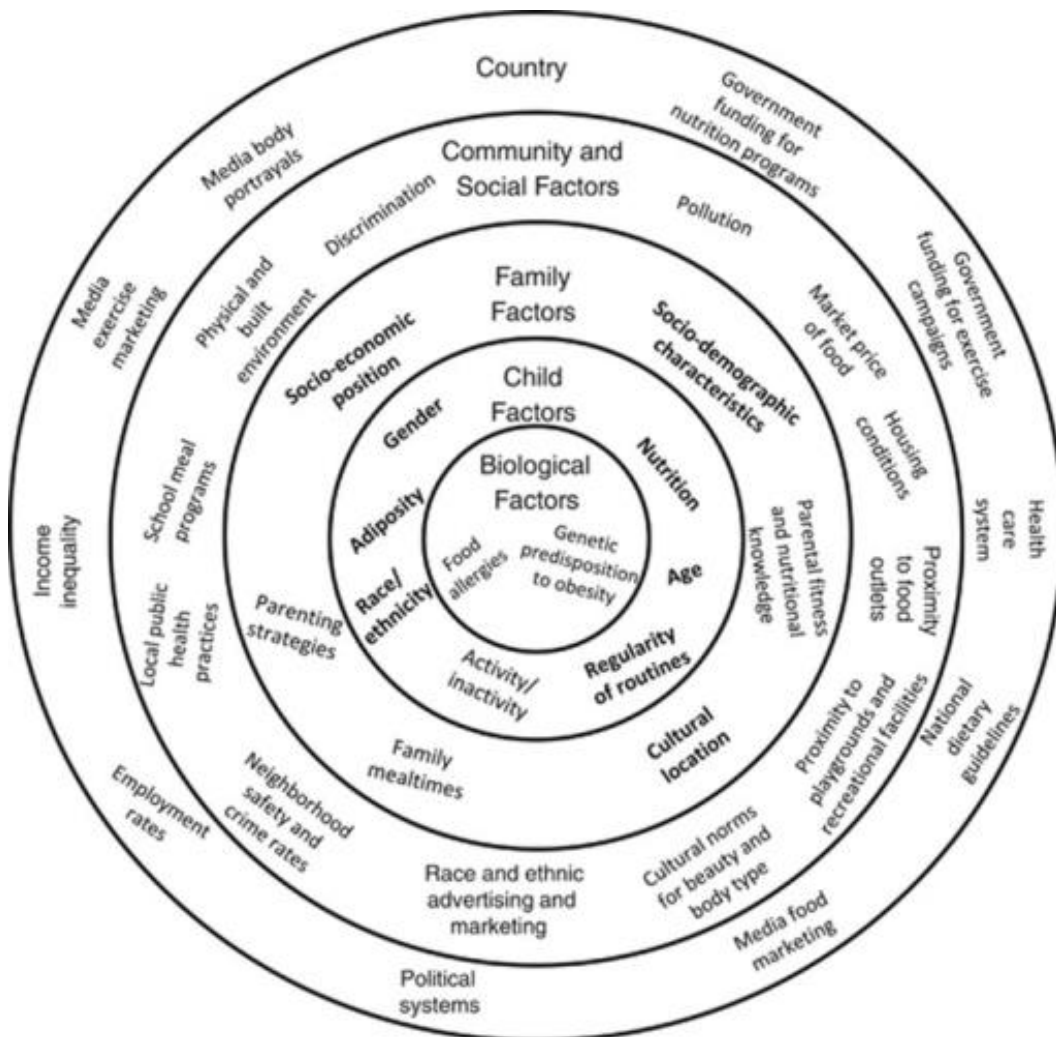 Country
Government
funding for
nutrition programs
Media body
portrayals
Media
exercise
marketing
Government
funding for exercise
campaigns
Health
care
system
Income
inequality
National
dietary
guidelines
Employment
rates
Media food
marketing
Political
systems
Community and
Social Factors
Discrimination
Pollution
Physical and
built
environment
Market price
of food
Housing
conditions
School meal
programs
Proximity
to food
outlets
Local public
health
practices
Proximity to
playgrounds and
recreational facilities
Neighborhood
safety and
crime rates
Cultural norms
for beauty and
body type
Race and ethnic
advertising and
marketing
Family
Factors
Socio-economic
position
Socio-demographic
characteristics
Parental fitness
and nutritional
knowledge
Parenting
strategies
Family
mealtimes
Cultural
location
Child
Factors
Gender
Nutrition
Adiposity
Age
Race/
ethnicity
Regularity
of routines
Activity/
inactivity
Biological
Factors
Food
allergies
Genetic
predisposition
to obesity